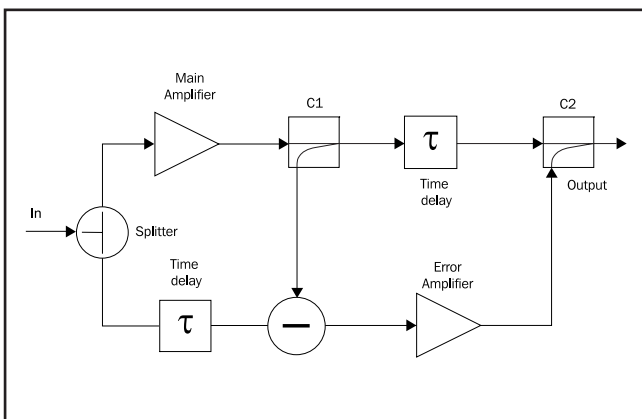 Main
Amplifier
C1
C2
τ
Time
delay
Output
In
Splitter
Time
delay
τ
Error
Amplifier